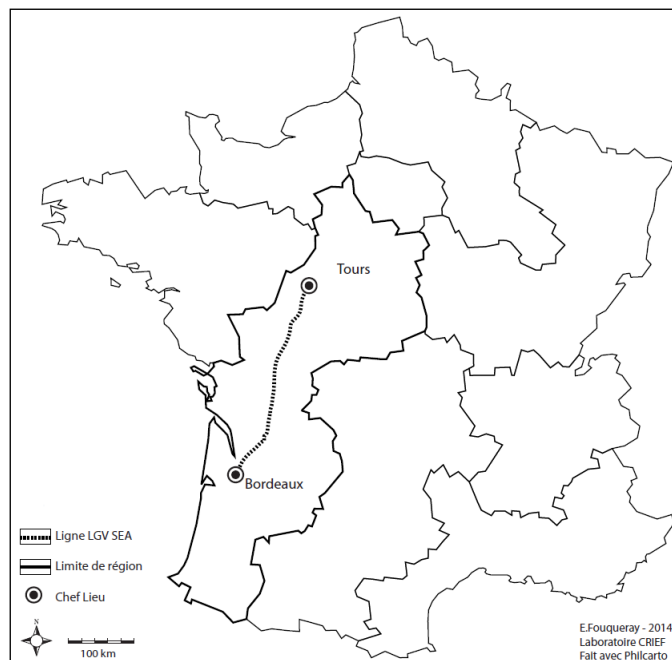 Tours
Bordeaux
Ligne LGV SEA
Limite de région
Chef Lieu
N
100 km
E.Fouqueray - 2014
Laboratoire CRIEF
Fait avec Philcarto